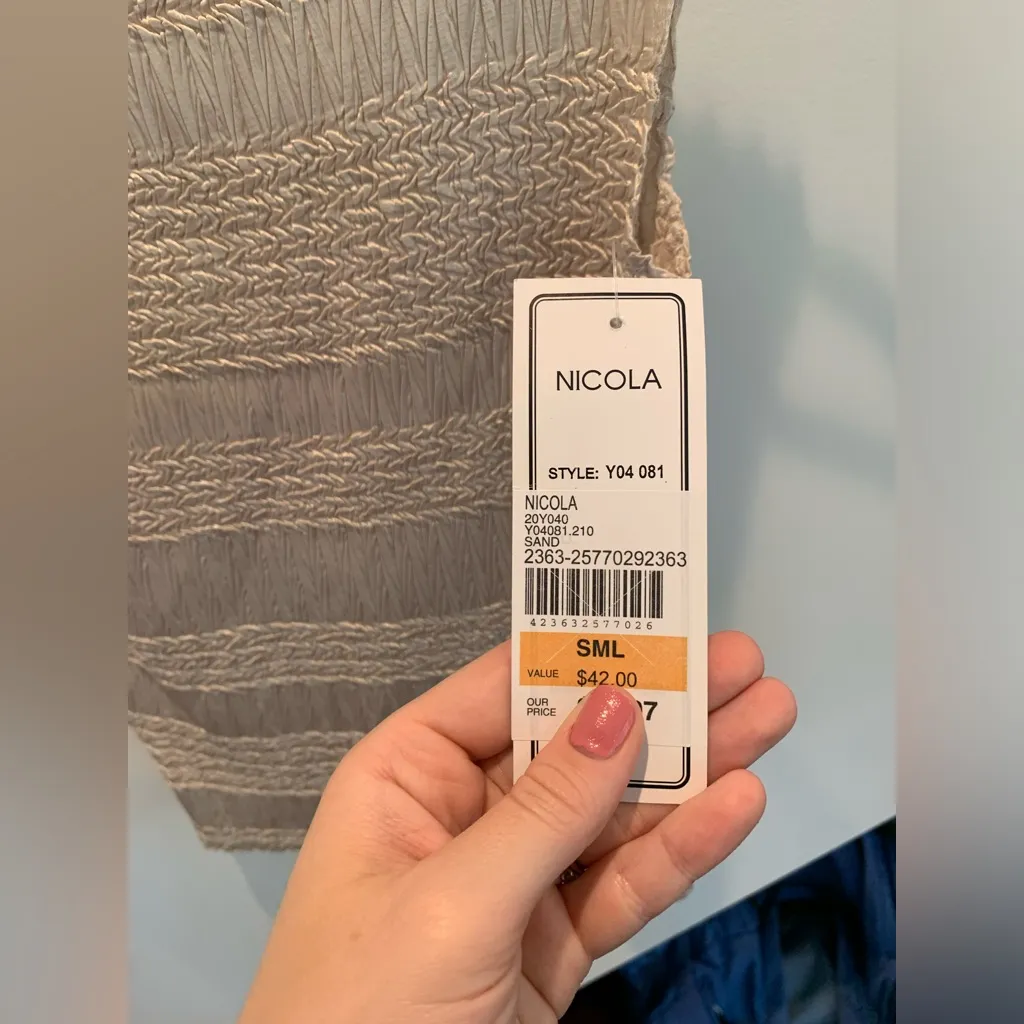 NICOLA
STYLE: Y04 081
NICOLA
20Y040
Y04081.210
SAND
2363-25770292363
423632577026
SML
VALUE $42.00
OUR
PRICE